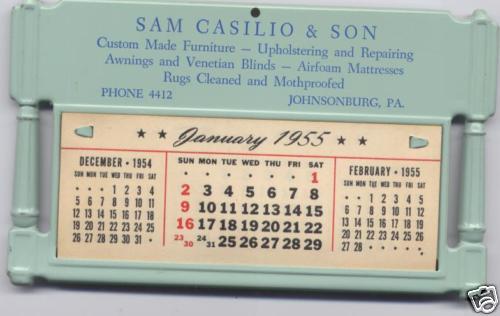 SAM CASILIO & SON
Custom Made Furniture — Upholstering and Repairing
Awnings and Venetian Blinds — Airfoam Mattresses
Rugs Cleaned and Mothproofed
PHONE 4412 JOHNSONBURG, PA.
★ ★ January 1955 ★ ★
DECEMBER · 1954
SUN MON TUE WED THU FRI SAT
· · · 1 2 3 4
5 6 7 8 9 10 11
12 13 14 15 16 17 18
19 20 21 22 23 24 25
26 27 28 29 30 31 ·
SUN MON TUE WED THU FRI SAT
· · · · · · 1
2 3 4 5 6 7 8
9 10 11 12 13 14 15
16 17 18 19 20 21 22
23/30 24/31 25 26 27 28 29
FEBRUARY · 1955
SUN MON TUE WED THU FRI SAT
· · 1 2 3 4 5
6 7 8 9 10 11 12
13 14 15 16 17 18 19
20 21 22 23 24 25 26
27 28 · · · · ·
eb